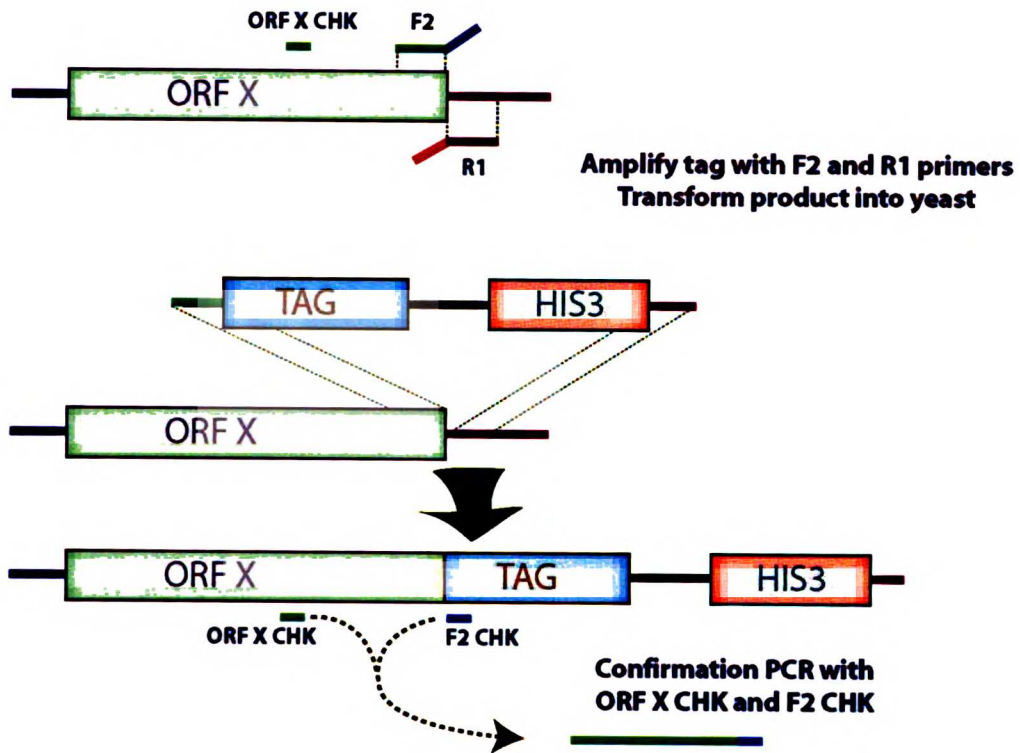 ORF X CHK
F2
ORF X
R1
Amplify tag with F2 and R1 primers
Transform product into yeast
TAG
HIS3
ORF X
ORF X
TAG
HIS3
ORF X CHK
F2 CHK
Confirmation PCR with
ORF X CHK and F2 CHK